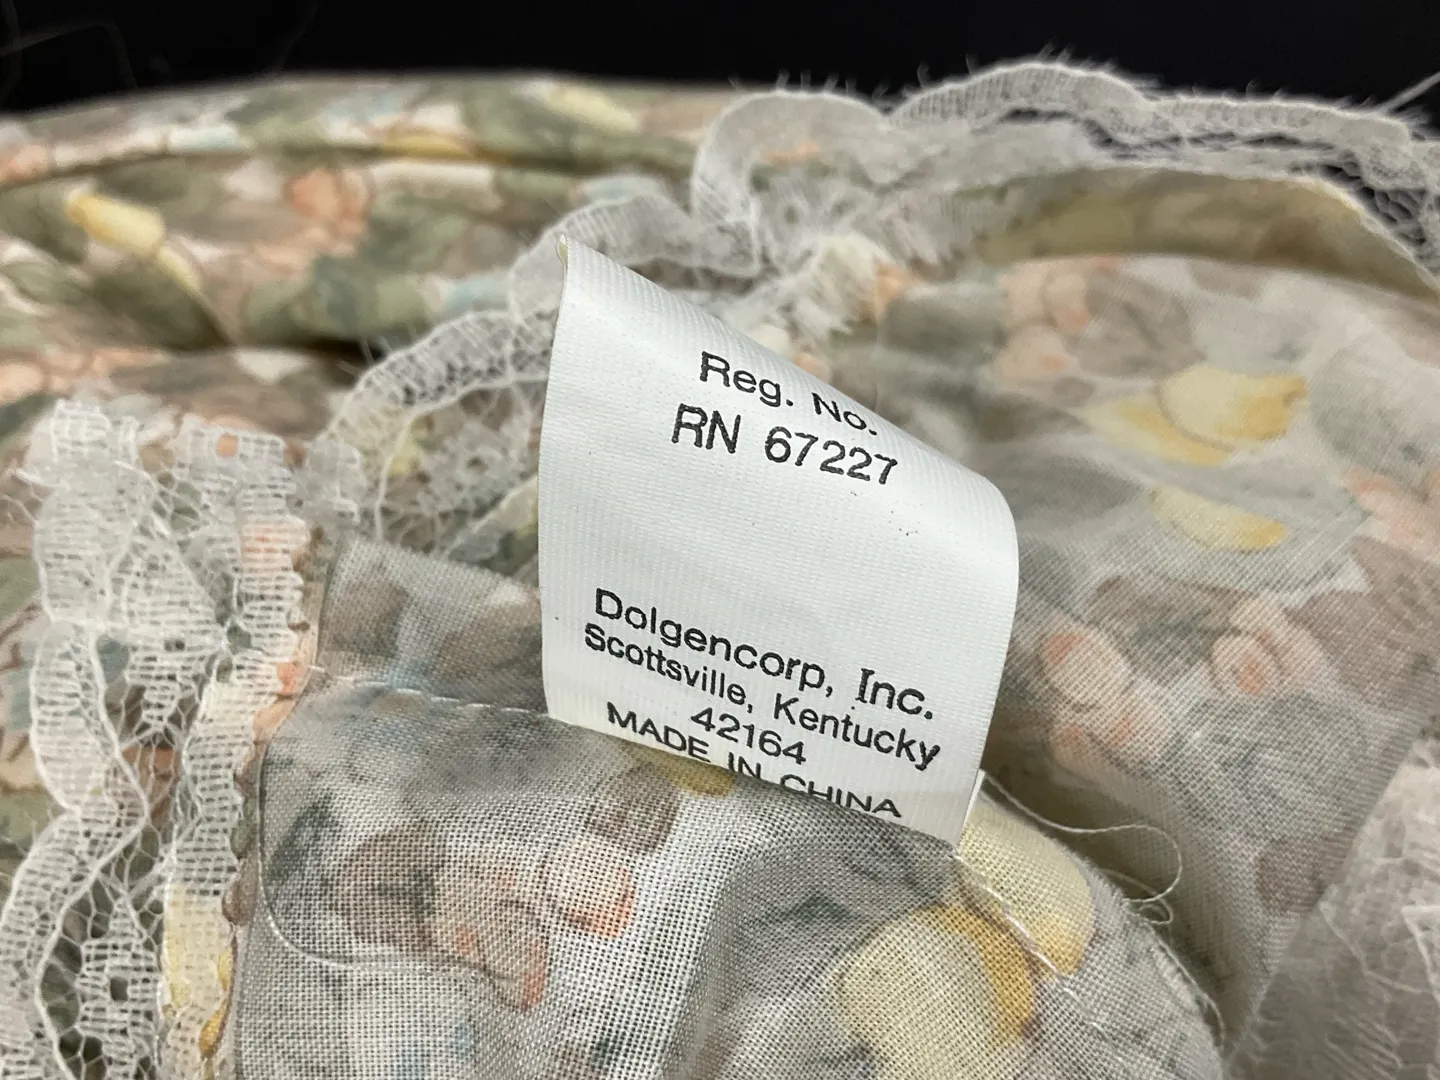 Reg. No.
RN 67227
Dolgencorp, Inc.
Scottsville, Kentucky
42164
MADE IN CHINA